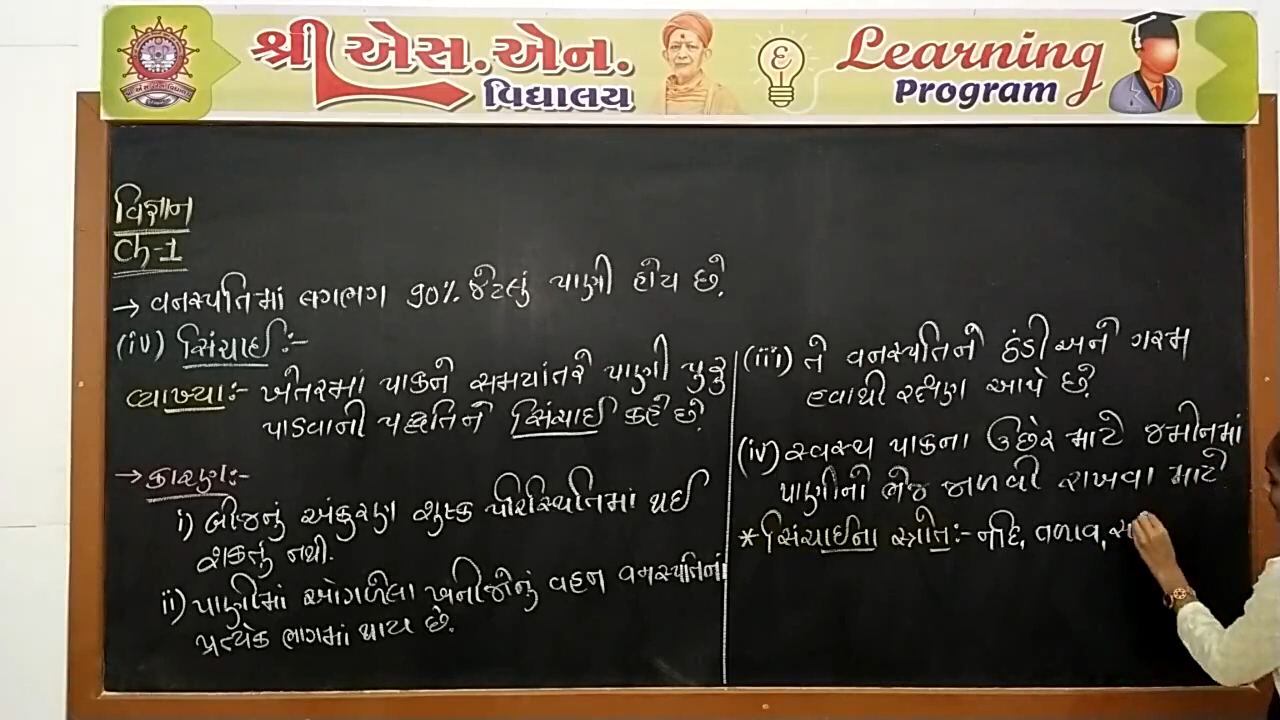 શ્રી એસ.એન.
વિદ્યાલય
Learning
Program
વિજ્ઞાન
Ch-1
→ વનસ્પતિમાં લગભગ 90% જેટલું પાણી હોય છે.
(iv) સિંચાઈ:-
વ્યાખ્યા:- ખેતરમાં પાકને સમયાંતરે પાણી પુરુ
પાડવાની પદ્ધતિને સિંચાઈ કહે છે.
→ કારણ:-
i) બીજનું અંકુરણ શુષ્ક પરિસ્થિતિમાં થઈ
શકતું નથી.
ii) પાણીમાં ઓગળેલા ખનીજોનું વહન વનસ્પતિનાં
પ્રત્યેક ભાગમાં થાય છે.
(iii) તે વનસ્પતિને ઠંડી અને ગરમ
હવાથી રક્ષણ આપે છે.
(iv) સ્વસ્થ પાકના ઉછેર માટે જમીનમાં
પાણીનો ભેજ જાળવી રાખવા માટે
* સિંચાઈના સ્ત્રોત:- નદિ, તળાવ, સ